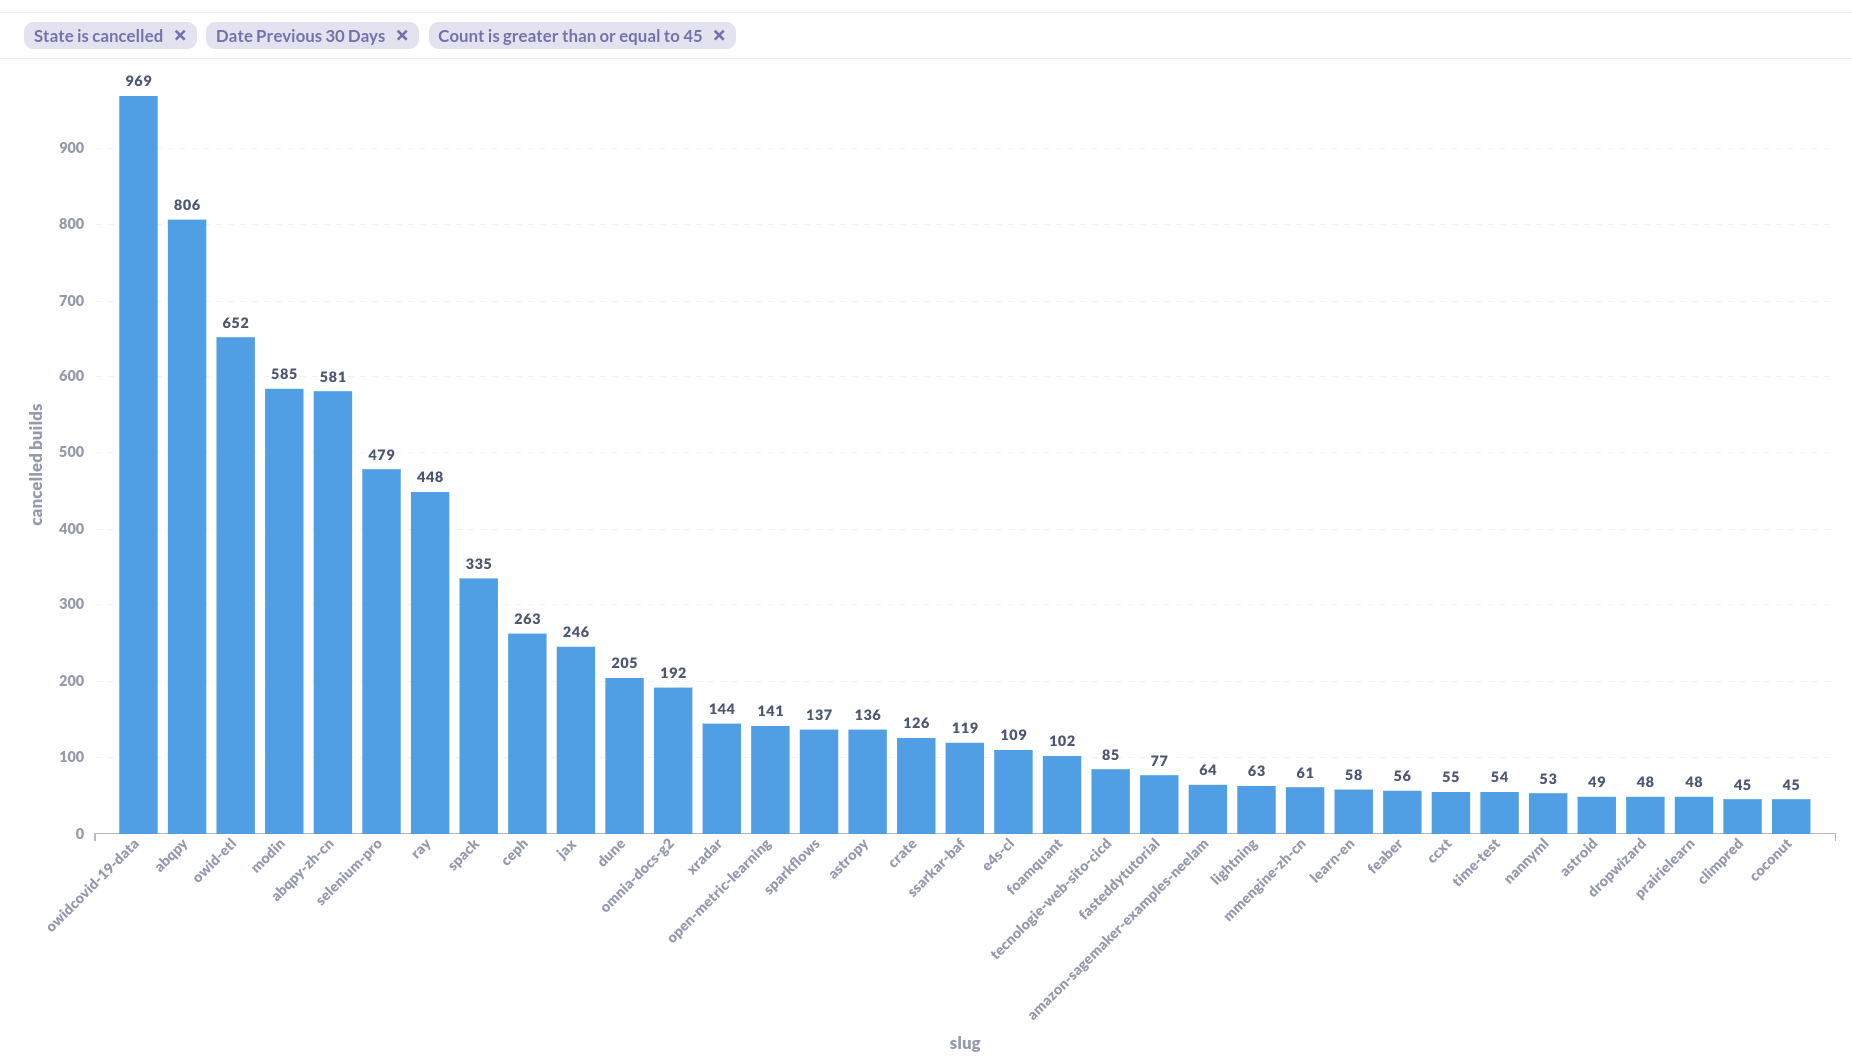 State is cancelled ✕ Date Previous 30 Days ✕ Count is greater than or equal to 45 ✕
cancelled builds
900
800
700
600
500
400
300
200
100
0
969
806
652
585
581
479
448
335
263
246
205
192
144
141
137
136
126
119
109
102
85
77
64
63
61
58
56
55
54
53
49
48
48
45
45
owidcovid-19-data
abqpy
owid-etl
modin
abqpy-zh-cn
selenium-pro
ray
spack
ceph
jax
dune
omnia-docs-g2
xradar
open-metric-learning
sparkflows
astropy
crate
ssarkar-baf
e4s-cl
foamquant
tecnologie-web-sito-cicd
fasteddytutorial
amazon-sagemaker-examples-neelam
lightning
mmengine-zh-cn
learn-en
feaber
ccxt
time-test
nannyml
astroid
dropwizard
prairielearn
climpred
coconut
slug